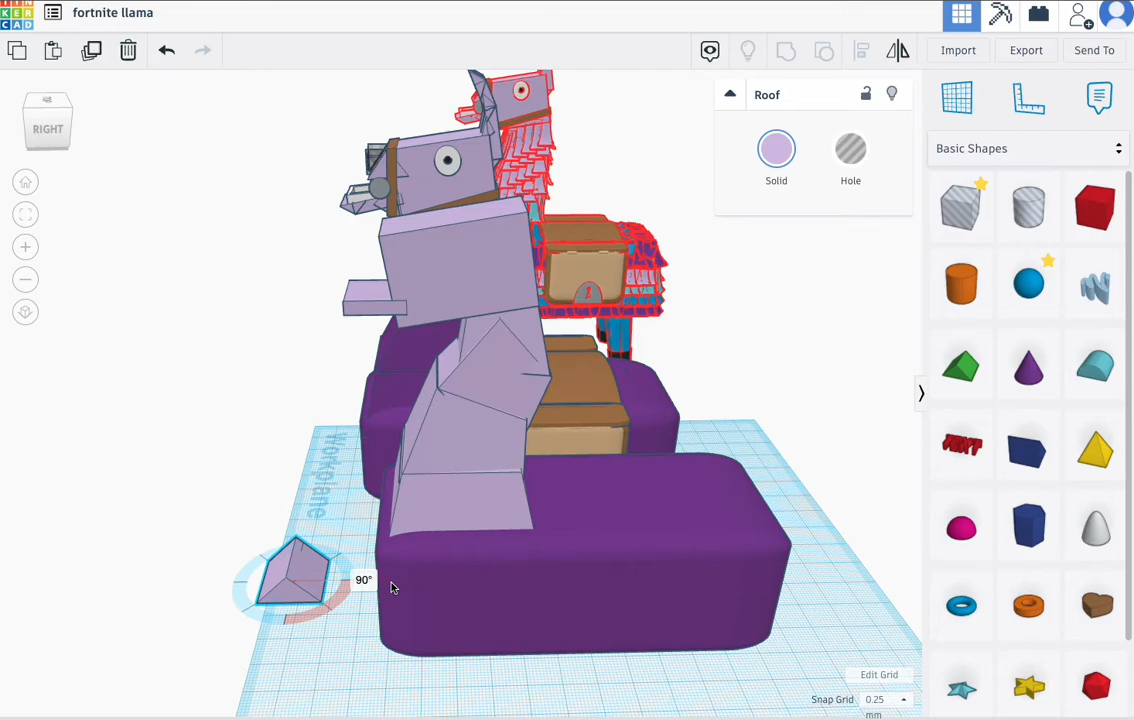 TIN
KER
CAD
fortnite llama
Import
Export
Send To
RIGHT
Roof
Solid
Hole
Basic Shapes
Workplane
90°
Edit Grid
Snap Grid 0.25
mm